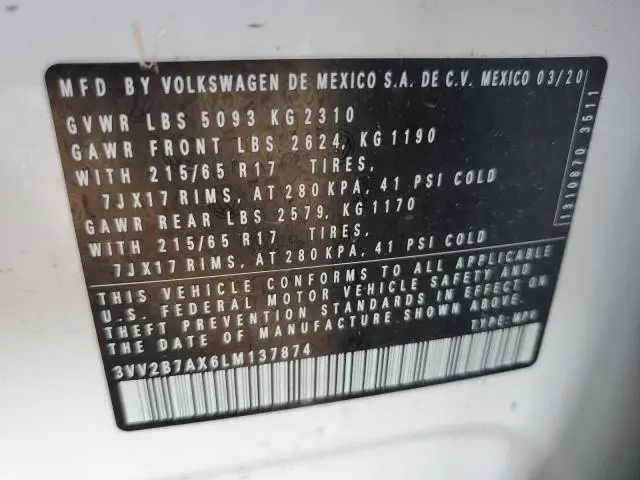 MFD BY VOLKSWAGEN DE MEXICO S.A. DE C.V. MEXICO 03/20
GVWR LBS 5093 KG 2310
GAWR FRONT LBS 2624, KG 1190
WITH 215/65 R17 TIRES,
7JX17 RIMS, AT 280 KPA, 41 PSI COLD
GAWR REAR LBS 2579, KG 1170
WITH 215/65 R17 TIRES,
7JX17 RIMS, AT 280 KPA, 41 PSI COLD
THIS VEHICLE CONFORMS TO ALL APPLICABLE
U.S. FEDERAL MOTOR VEHICLE SAFETY AND
THEFT PREVENTION STANDARDS IN EFFECT ON
THE DATE OF MANUFACTURE SHOWN ABOVE.
3VV2B7AX6LM137874 TYPE: MPV
1310870 3511